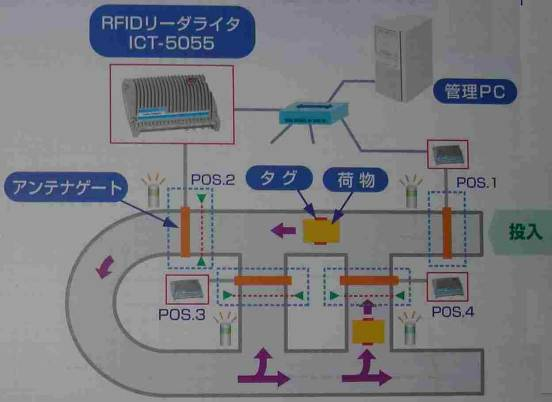 RFIDリーダライタ
ICT-5055
管理PC
アンテナゲート
POS.2
タグ
荷物
POS.1
投入
POS.3
POS.4